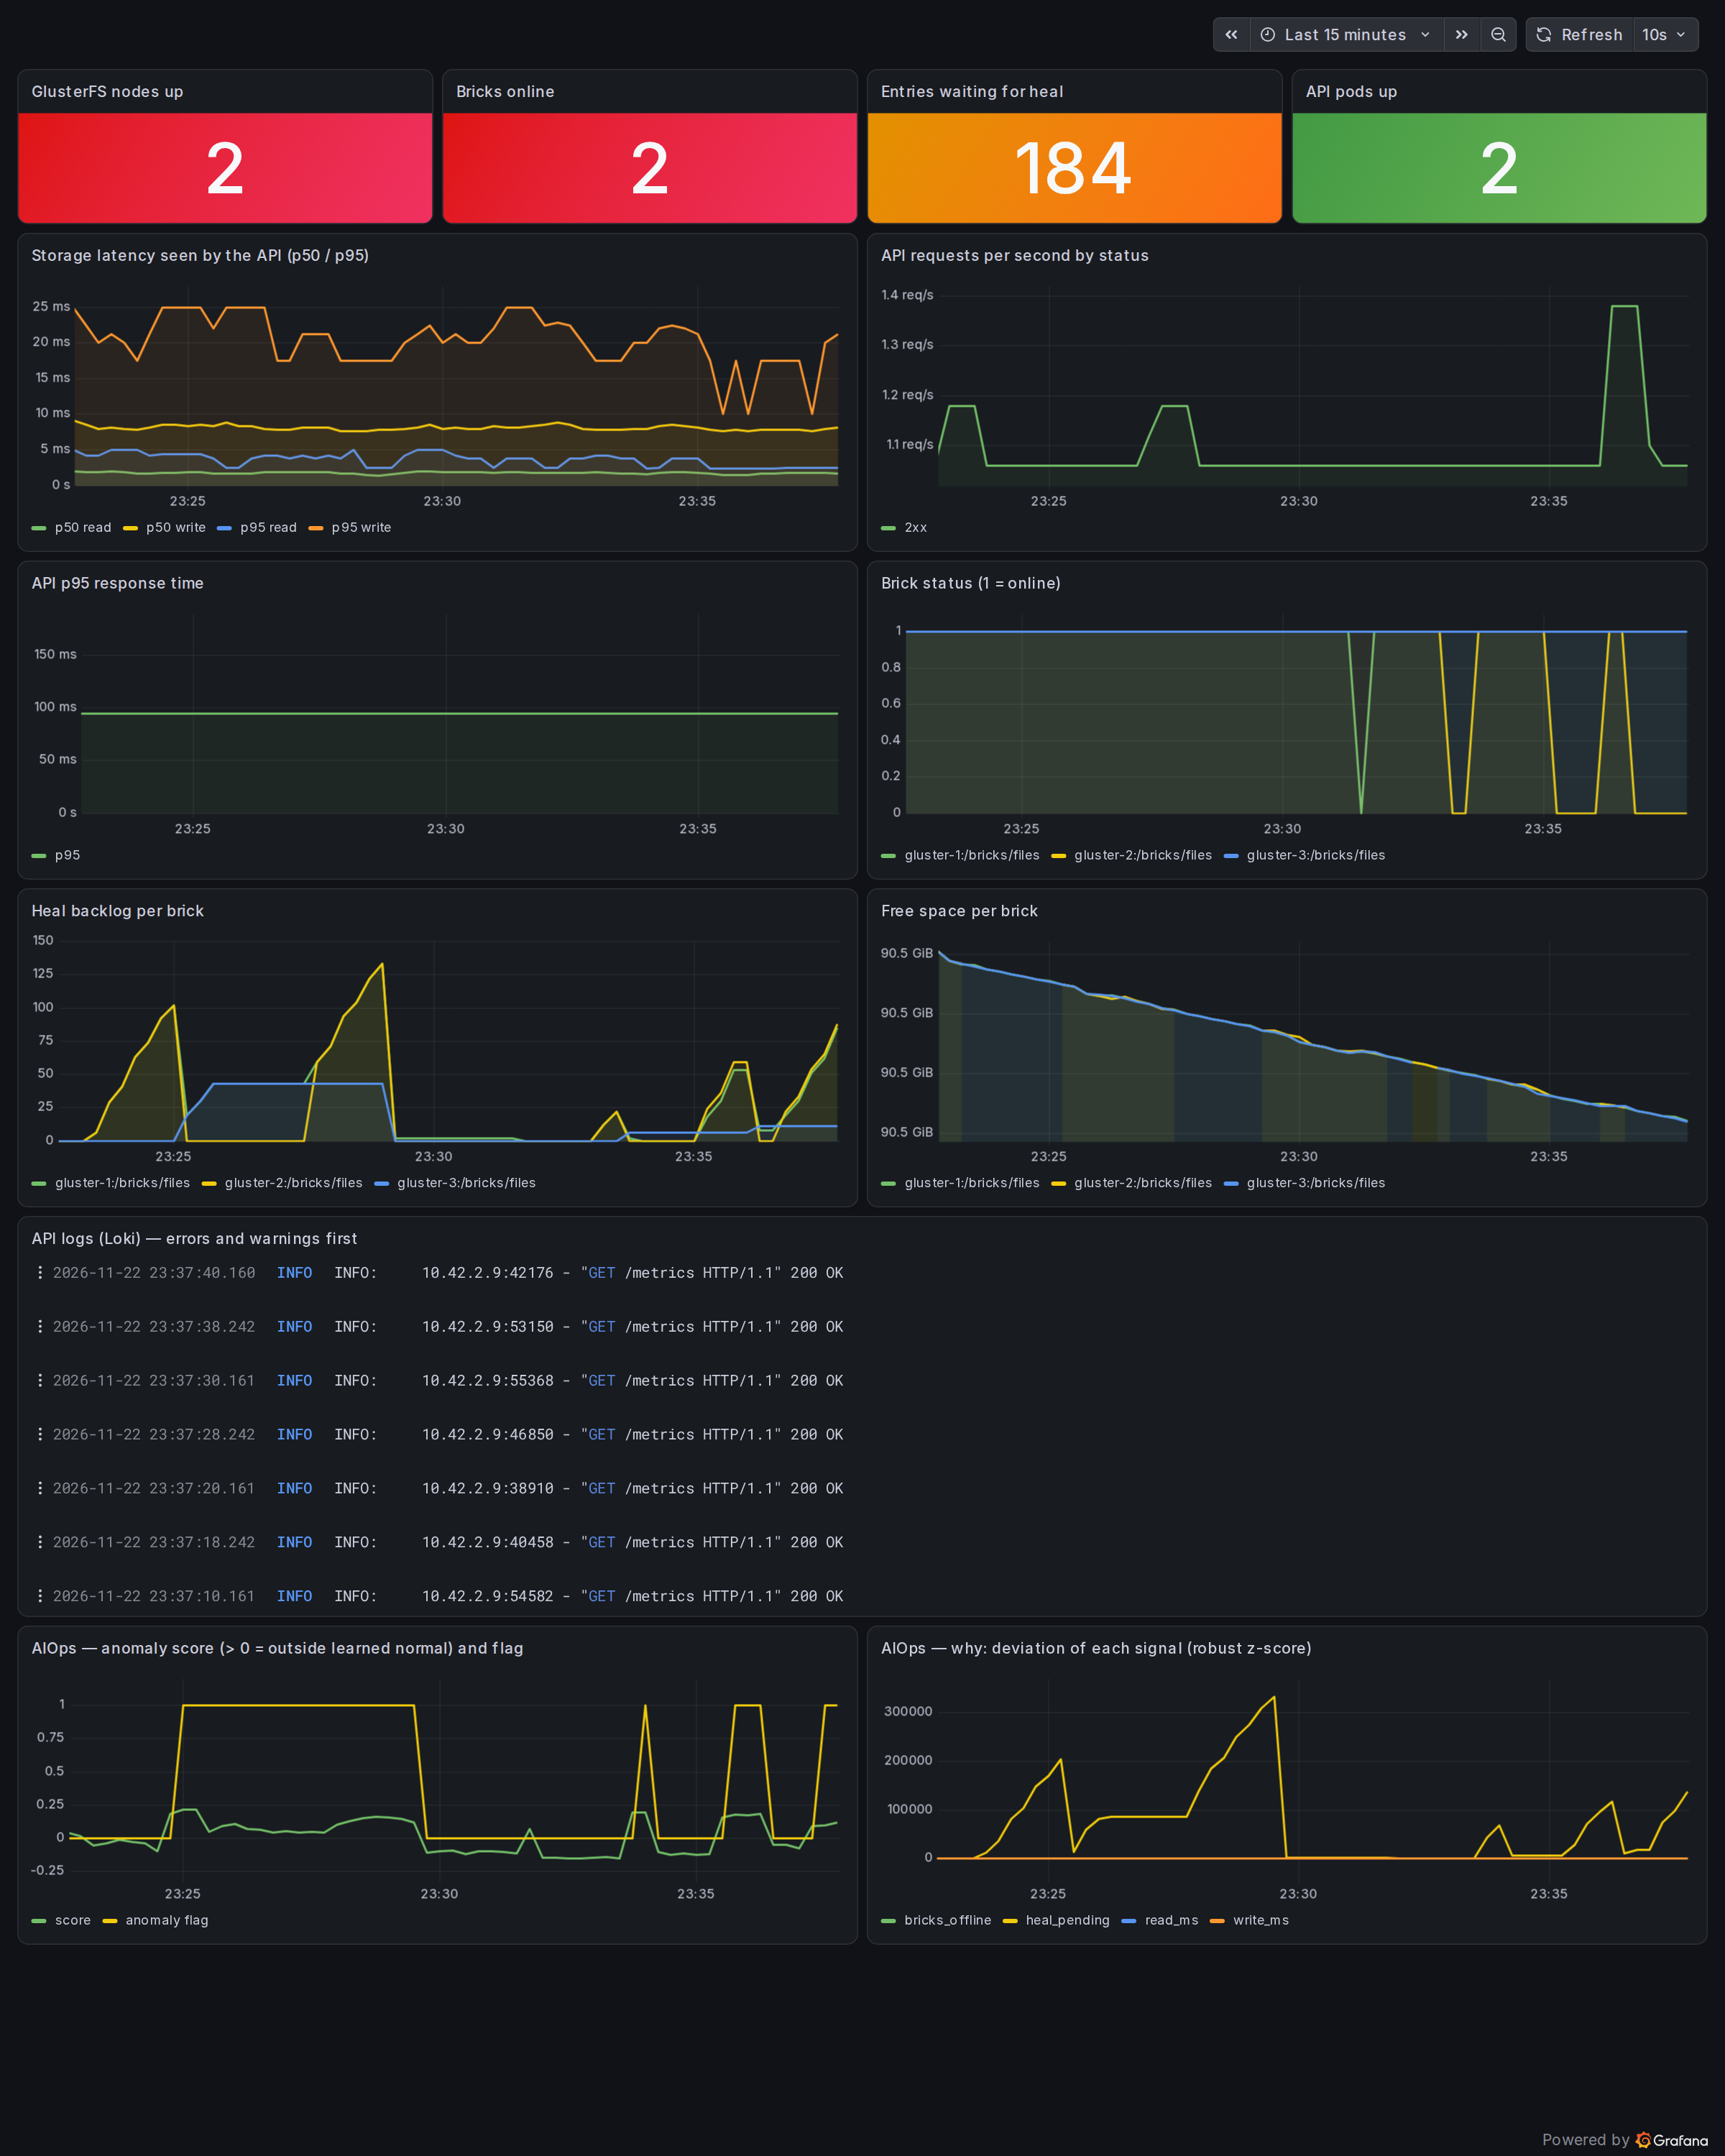 Last 15 minutes Refresh 10s
GlusterFS nodes up Bricks online Entries waiting for heal API pods up
2 2 184 2
Storage latency seen by the API (p50 / p95)
25 ms
20 ms
15 ms
10 ms
5 ms
0 s
23:25 23:30 23:35
p50 read p50 write p95 read p95 write
API requests per second by status
1.4 req/s
1.3 req/s
1.2 req/s
1.1 req/s
23:25 23:30 23:35
2xx
API p95 response time
150 ms
100 ms
50 ms
0 s
23:25 23:30 23:35
p95
Brick status (1 = online)
1
0.8
0.6
0.4
0.2
0
23:25 23:30 23:35
gluster-1:/bricks/files gluster-2:/bricks/files gluster-3:/bricks/files
Heal backlog per brick
150
125
100
75
50
25
0
23:25 23:30 23:35
gluster-1:/bricks/files gluster-2:/bricks/files gluster-3:/bricks/files
Free space per brick
90.5 GiB
90.5 GiB
90.5 GiB
90.5 GiB
23:25 23:30 23:35
gluster-1:/bricks/files gluster-2:/bricks/files gluster-3:/bricks/files
API logs (Loki) — errors and warnings first
2026-11-22 23:37:40.160 INFO INFO: 10.42.2.9:42176 - "GET /metrics HTTP/1.1" 200 OK
2026-11-22 23:37:38.242 INFO INFO: 10.42.2.9:53150 - "GET /metrics HTTP/1.1" 200 OK
2026-11-22 23:37:30.161 INFO INFO: 10.42.2.9:55368 - "GET /metrics HTTP/1.1" 200 OK
2026-11-22 23:37:28.242 INFO INFO: 10.42.2.9:46850 - "GET /metrics HTTP/1.1" 200 OK
2026-11-22 23:37:20.161 INFO INFO: 10.42.2.9:38910 - "GET /metrics HTTP/1.1" 200 OK
2026-11-22 23:37:18.242 INFO INFO: 10.42.2.9:40458 - "GET /metrics HTTP/1.1" 200 OK
2026-11-22 23:37:10.161 INFO INFO: 10.42.2.9:54582 - "GET /metrics HTTP/1.1" 200 OK
AIOps — anomaly score (> 0 = outside learned normal) and flag
1
0.75
0.5
0.25
0
-0.25
23:25 23:30 23:35
score anomaly flag
AIOps — why: deviation of each signal (robust z-score)
300000
200000
100000
0
23:25 23:30 23:35
bricks_offline heal_pending read_ms write_ms
Powered by Grafana